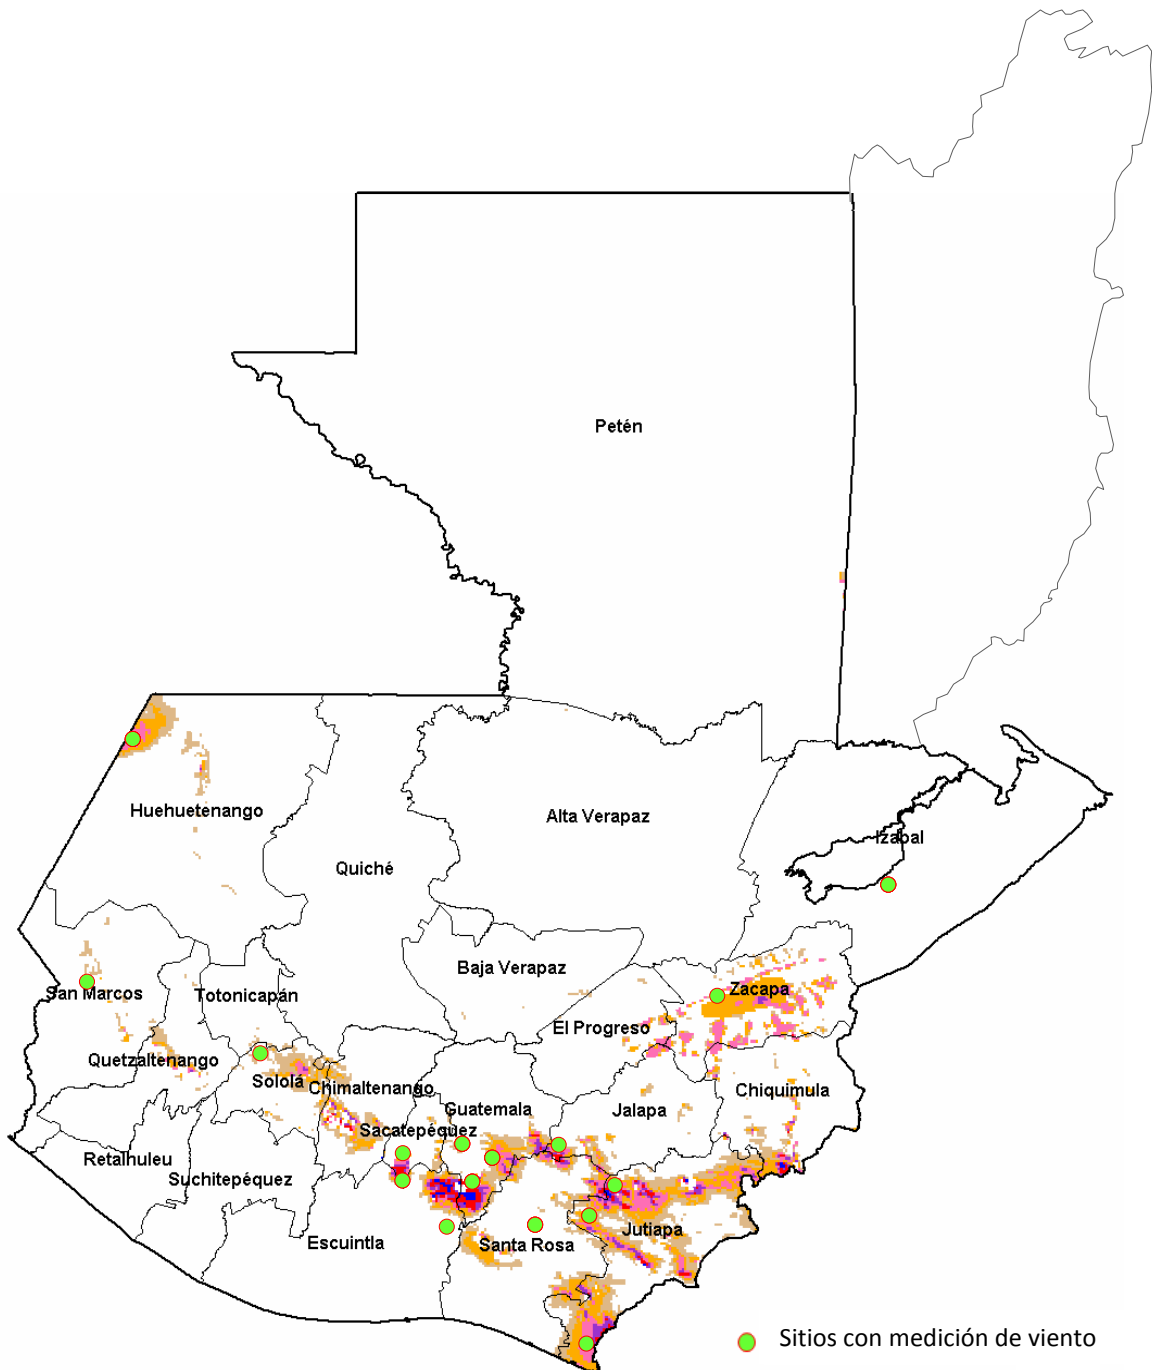 Petén
Huehuetenango
Alta Verapaz
Izabal
Quiché
Baja Verapaz
San Marcos
Totonicapán
Zacapa
El Progreso
Quetzaltenango
Sololá
Chimaltenango
Chiquimula
Guatemala
Jalapa
Sacatepéquez
Retalhuleu
Suchitepéquez
Escuintla
Santa Rosa
Jutiapa
Sitios con medición de viento